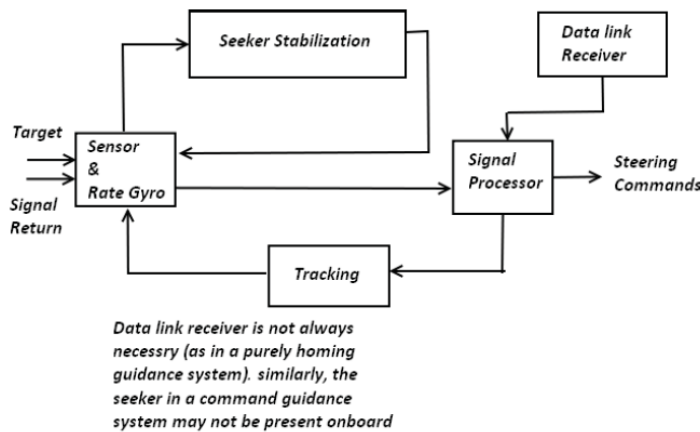 Seeker Stabilization
Data link
Receiver
Target
Signal
Return
Sensor
&
Rate Gyro
Signal
Processor
Steering
Commands
Tracking
Data link receiver is not always
necessry (as in a purely homing
guidance system). similarly, the
seeker in a command guidance
system may not be present onboard